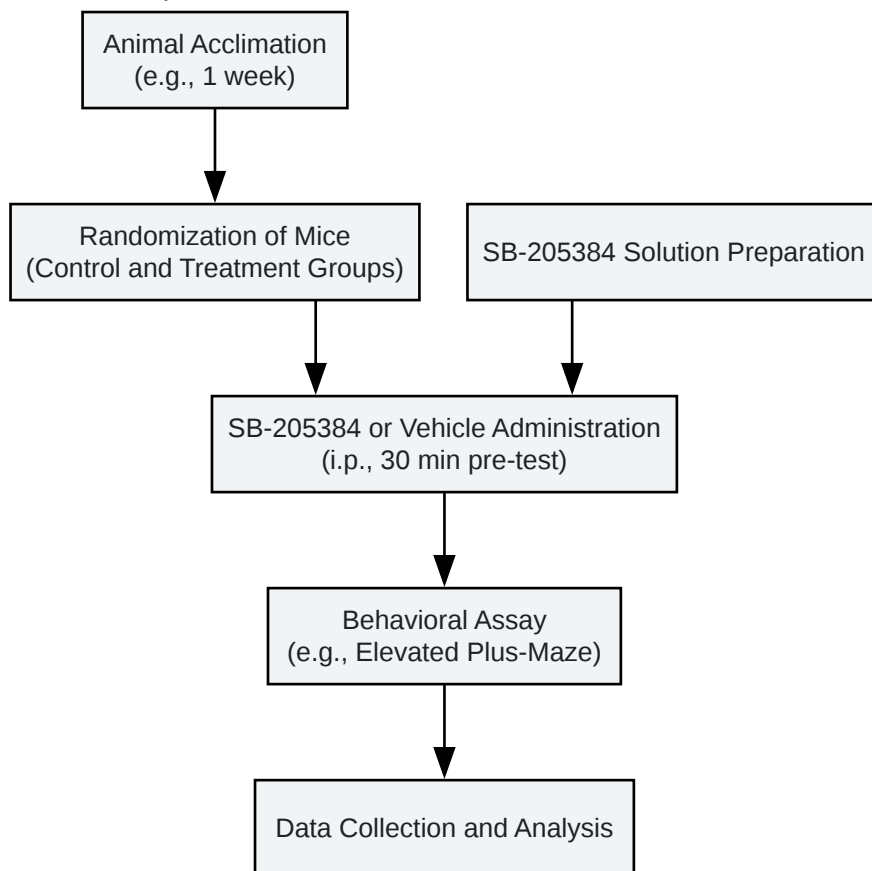 Animal Acclimation
(e.g., 1 week)
Randomization of Mice
(Control and Treatment Groups)
SB-205384 Solution Preparation
SB-205384 or Vehicle Administration
(i.p., 30 min pre-test)
Behavioral Assay
(e.g., Elevated Plus-Maze)
Data Collection and Analysis